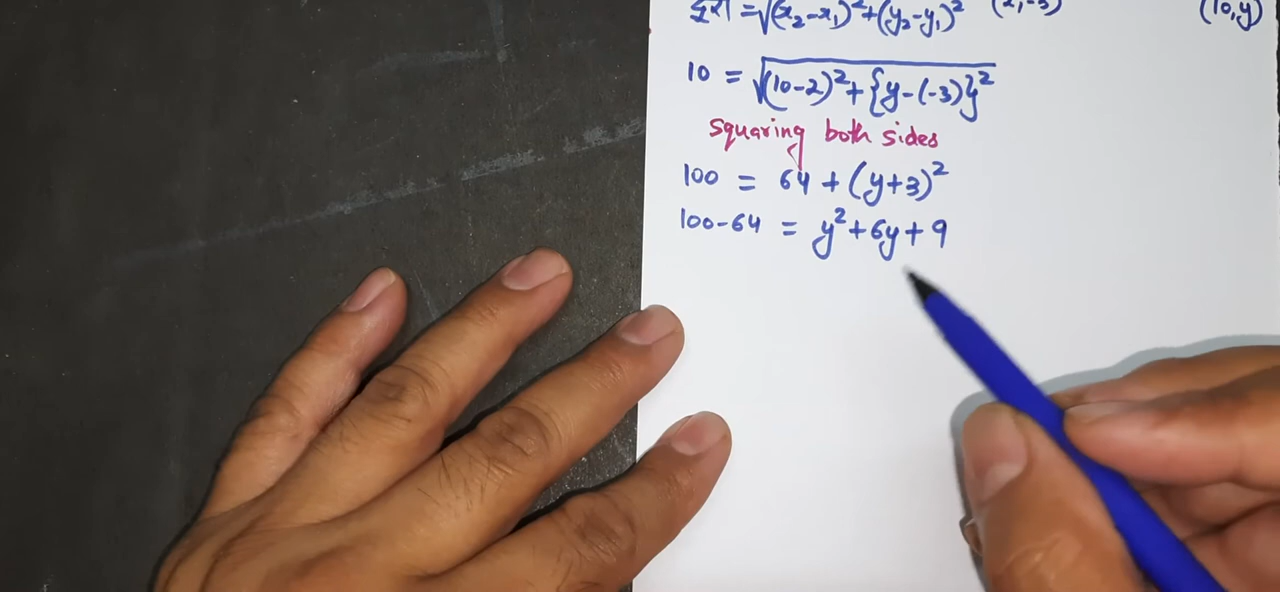 दूरी = √(x₂-x₁)²+(y₂-y₁)² (2,-3) (10,y)
10 = √(10-2)²+{y-(-3)}²
Squaring both sides
100 = 64 + (y+3)²
100-64 = y²+6y+9